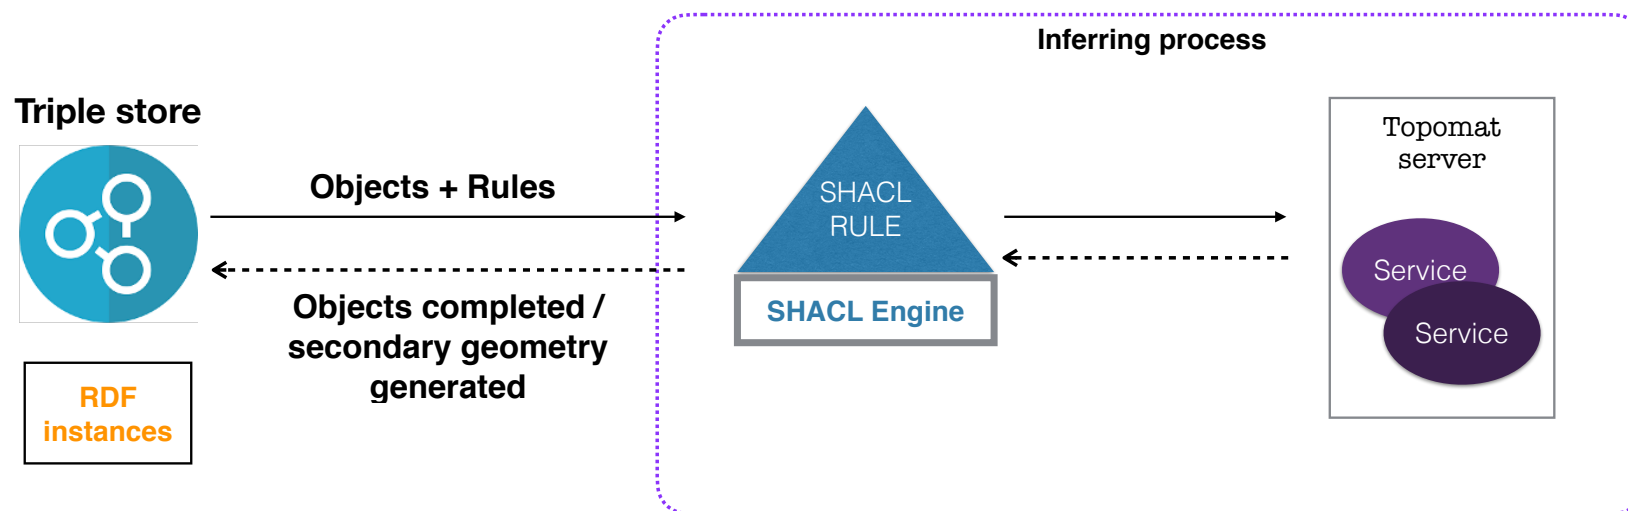 Inferring process
Triple store
Objects + Rules
Objects completed /
secondary geometry
generated
RDF
instances
SHACL
RULE
SHACL Engine
Topomat
server
Service
Service